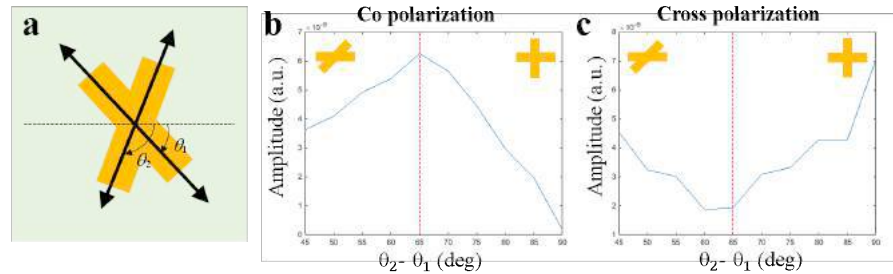 a
θ1
θ2
b
Co polarization
Amplitude (a.u.)
7
6
5
4
3
2
1
0
45 50 55 60 65 70 75 80 85 90
θ2- θ1 (deg)
c
Cross polarization
Amplitude (a.u.)
8
7
6
5
4
3
2
1
45 50 55 60 65 70 75 80 85 90
θ2- θ1 (deg)